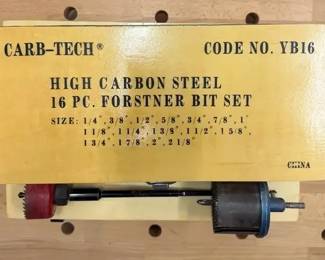 CARB-TECH® CODE NO. YB16
HIGH CARBON STEEL
16 PC. FORSTNER BIT SET
SIZE: 1/4", 3/8", 1/2", 5/8", 3/4", 7/8", 1"
1 1/8", 1 1/4", 1 3/8", 1 1/2", 1 5/8",
1 3/4", 1 7/8", 2", 2 1/8"
CHINA